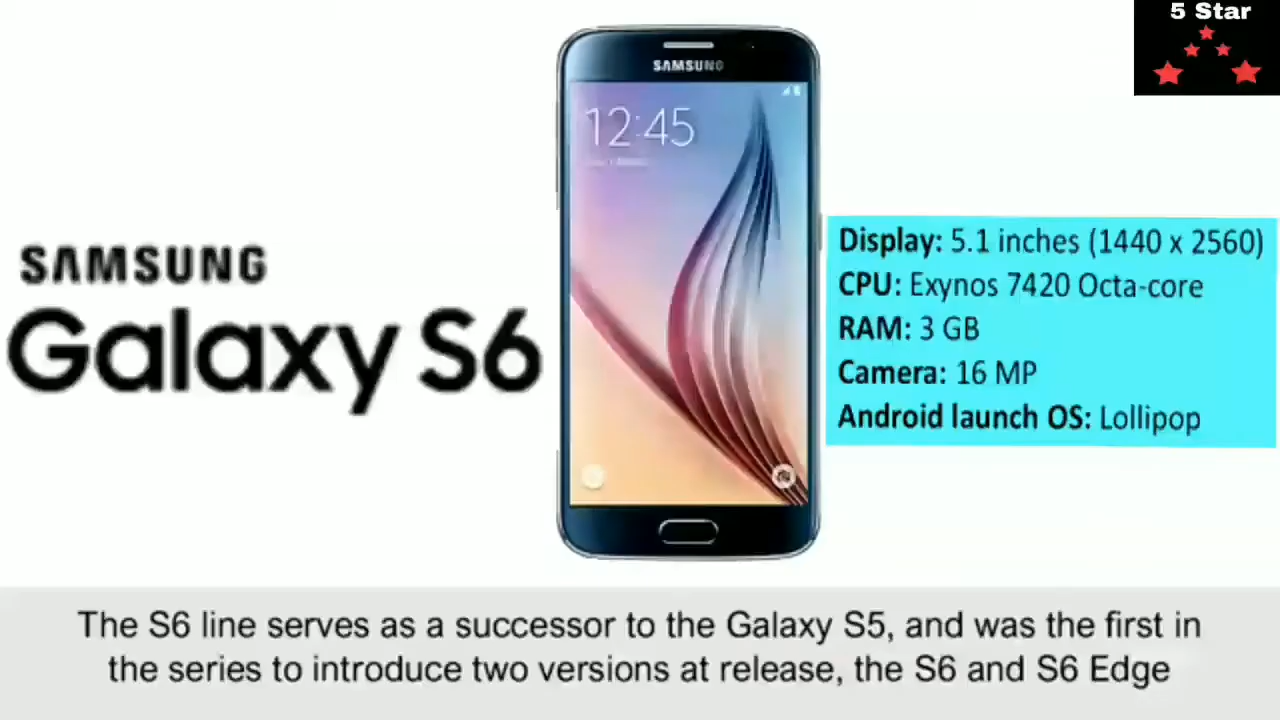 5 Star
SAMSUNG
12:45
SAMSUNG
Galaxy S6
Display: 5.1 inches (1440 x 2560)
CPU: Exynos 7420 Octa-core
RAM: 3 GB
Camera: 16 MP
Android launch OS: Lollipop
The S6 line serves as a successor to the Galaxy S5, and was the first in
the series to introduce two versions at release, the S6 and S6 Edge